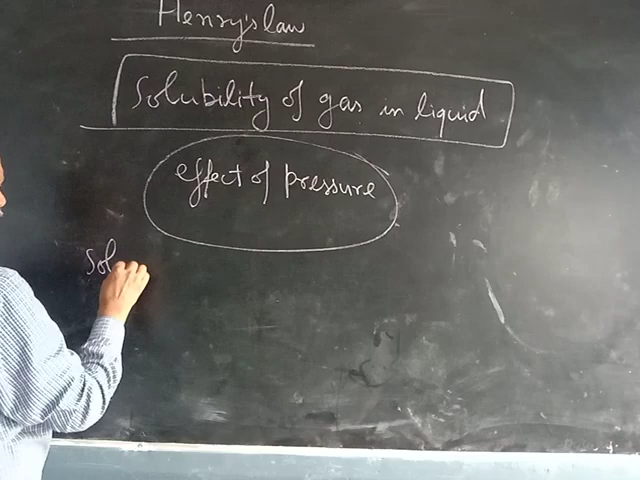 Henry's law
Solubility of gas in liquid
effect of pressure
Sol